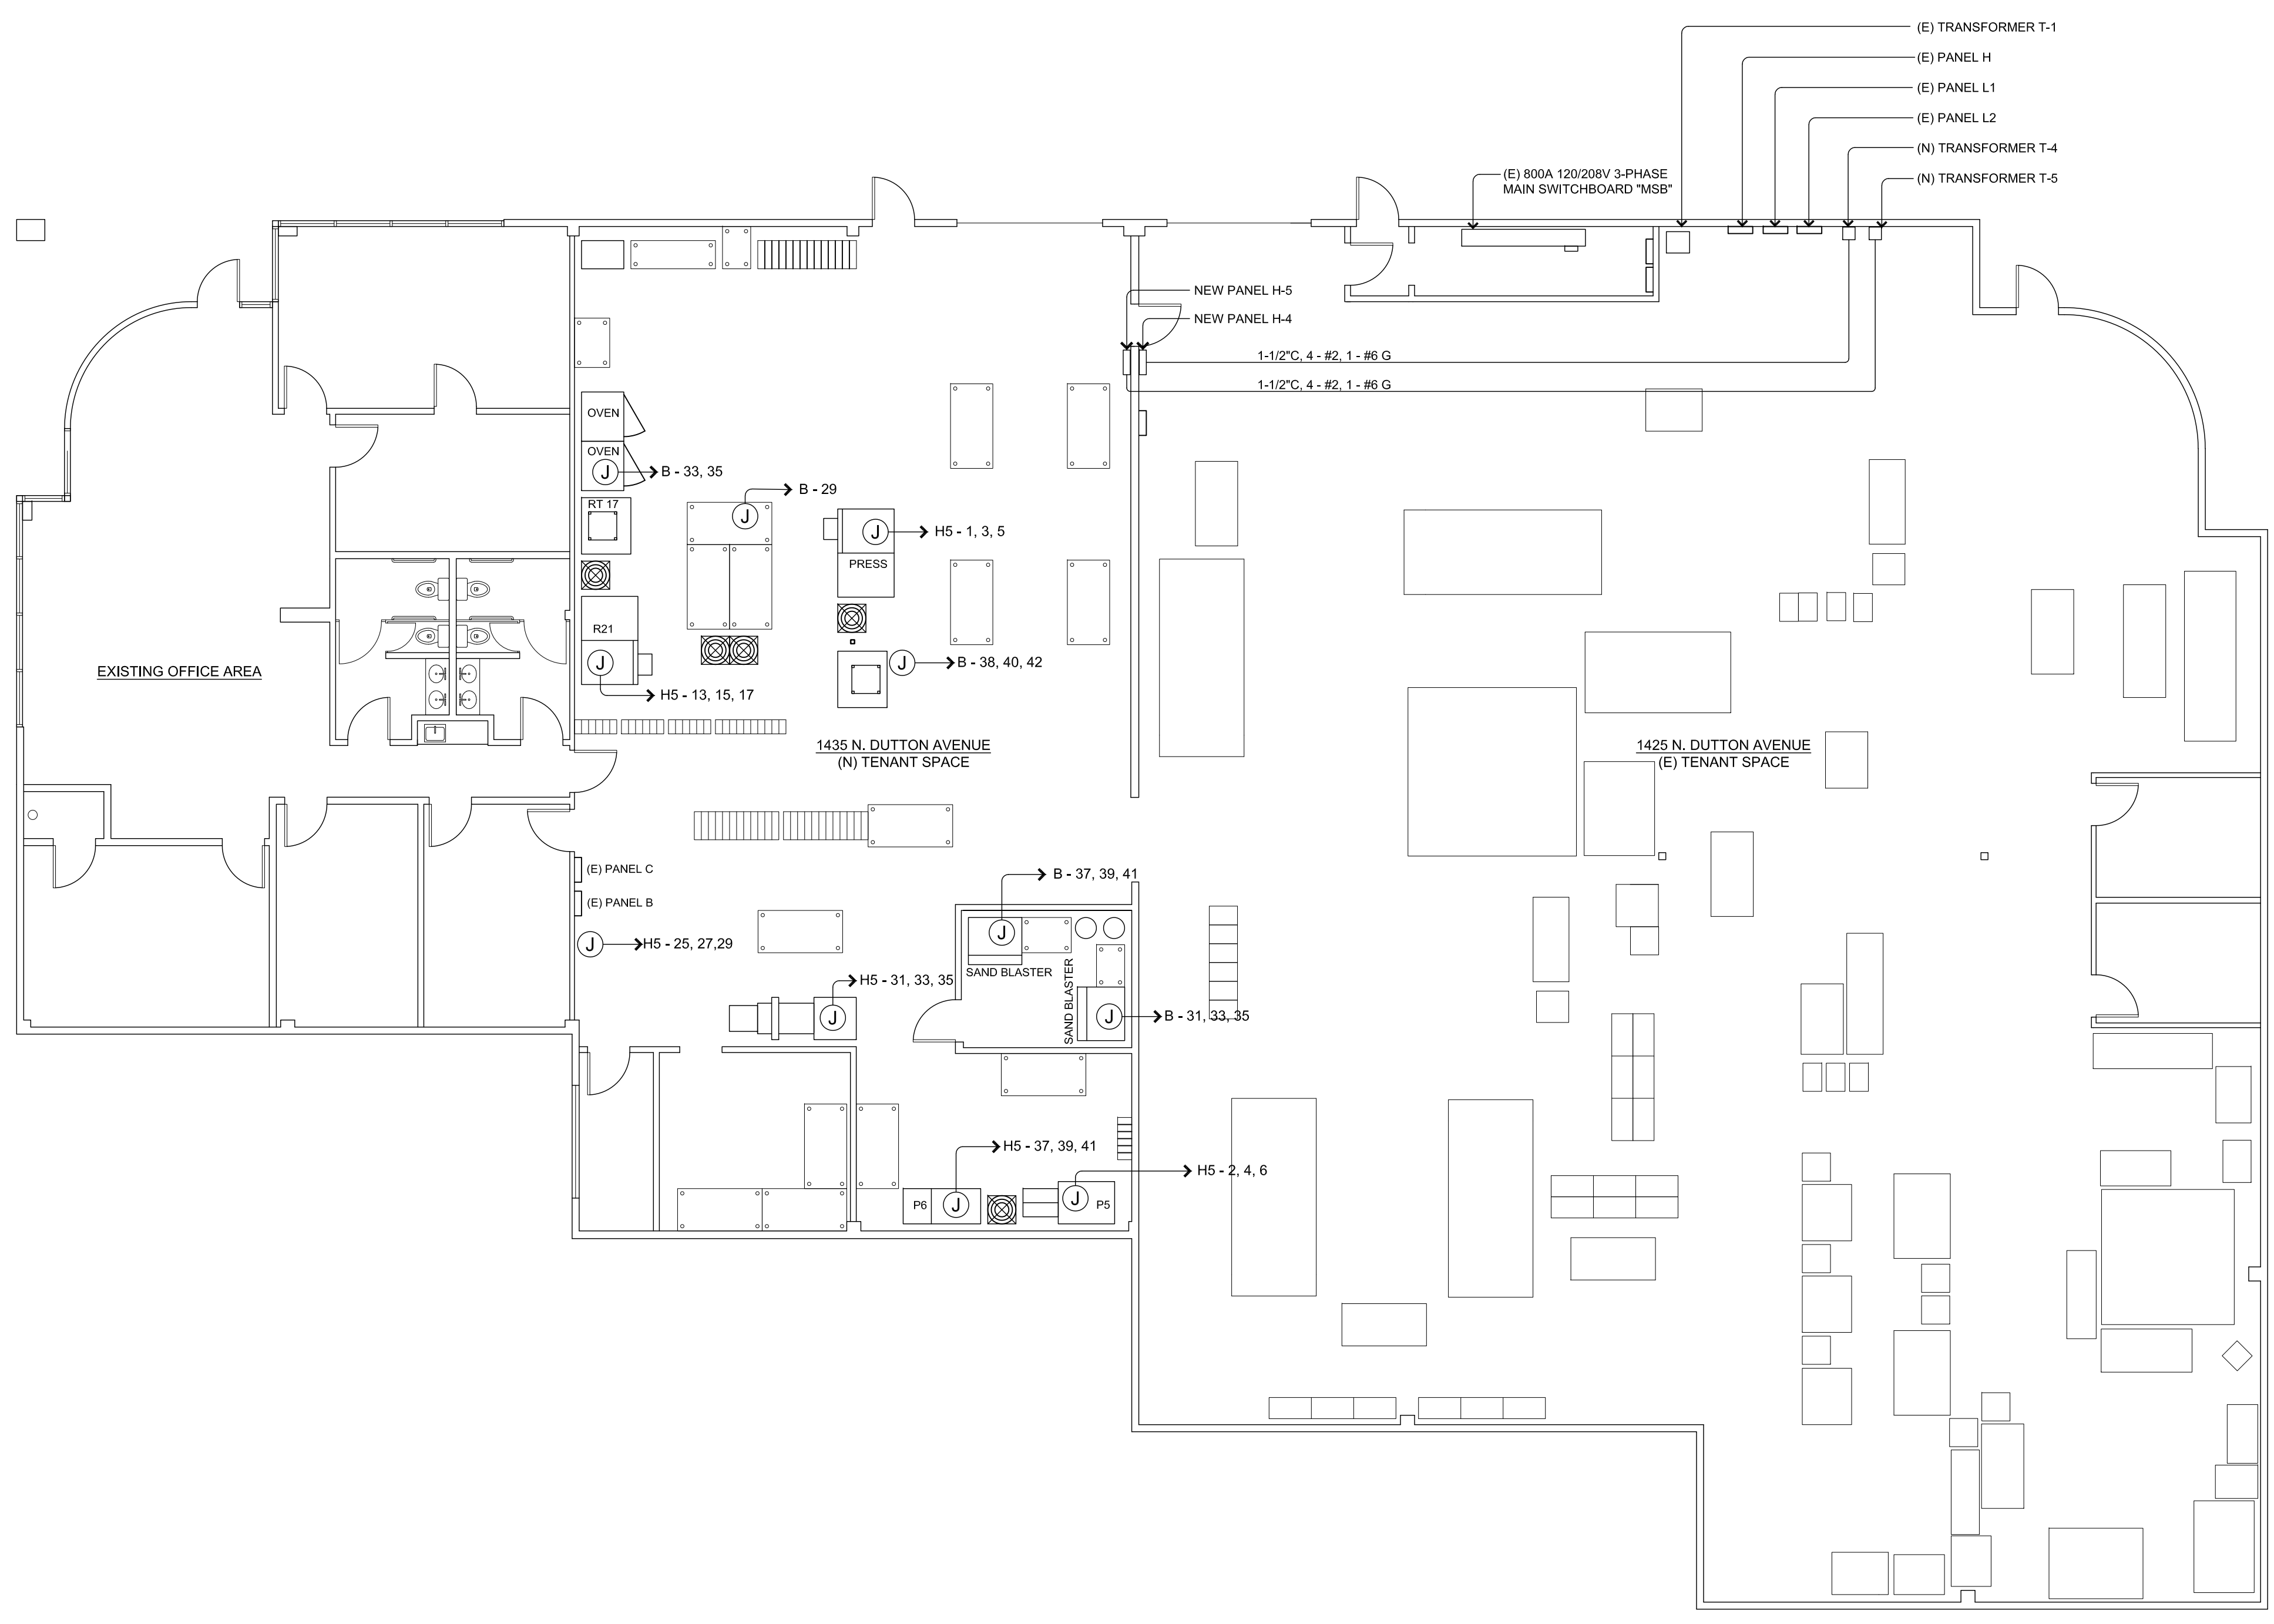 (E) TRANSFORMER T-1
(E) PANEL H
(E) PANEL L1
(E) PANEL L2
(N) TRANSFORMER T-4
(N) TRANSFORMER T-5
(E) 800A 120/208V 3-PHASE
MAIN SWITCHBOARD "MSB"
NEW PANEL H-5
NEW PANEL H-4
1-1/2"C, 4 - #2, 1 - #6 G
1-1/2"C, 4 - #2, 1 - #6 G
OVEN
OVEN
J
B - 33, 35
RT 17
B - 29
J
J
H5 - 1, 3, 5
PRESS
R21
J
H5 - 13, 15, 17
J
B - 38, 40, 42
EXISTING OFFICE AREA
1435 N. DUTTON AVENUE
(N) TENANT SPACE
1425 N. DUTTON AVENUE
(E) TENANT SPACE
(E) PANEL C
(E) PANEL B
J
H5 - 25, 27,29
B - 37, 39, 41
J
SAND BLASTER
SAND BLASTER
H5 - 31, 33, 35
J
J
B - 31, 33, 35
H5 - 37, 39, 41
H5 - 2, 4, 6
P6
J
J
P5